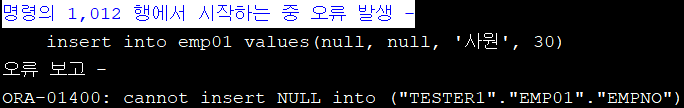 명령의 1,012 행에서 시작하는 중 오류 발생 -
insert into emp01 values(null, null, '사원', 30)
오류 보고 -
ORA-01400: cannot insert NULL into ("TESTER1"."EMP01"."EMPNO")